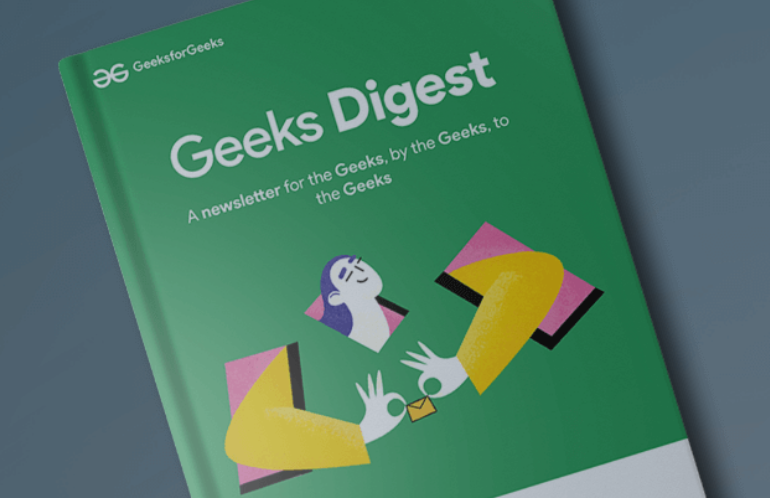 GeeksforGeeks
Geeks Digest
A newsletter for the Geeks, by the Geeks, to
the Geeks